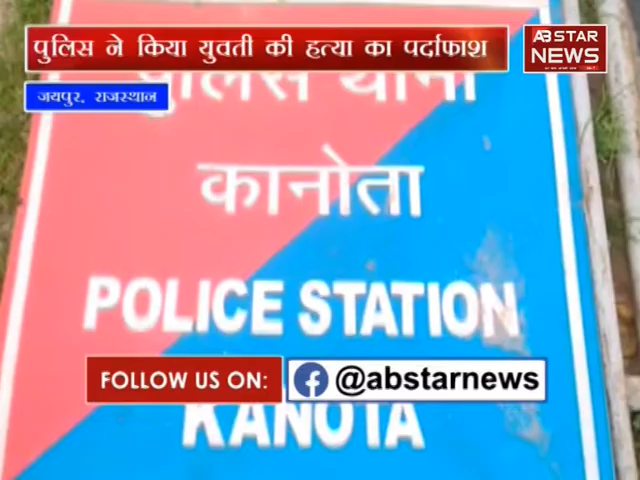 पुलिस ने किया युवती की हत्या का पर्दाफाश
AB STAR
NEWS
जयपुर, राजस्थान
पुलिस थाना
कानोता
POLICE STATION
FOLLOW US ON: @abstarnews
KANOTA